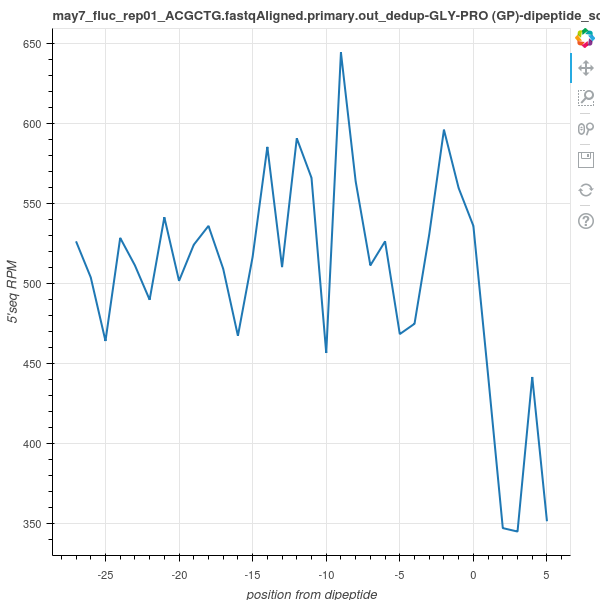 may7_fluc_rep01_ACGCTG.fastqAligned.primary.out_dedup-GLY-PRO (GP)-dipeptide_sc
650
600
550
500
450
400
350
5'seq RPM
-25 -20 -15 -10 -5 0 5
position from dipeptide